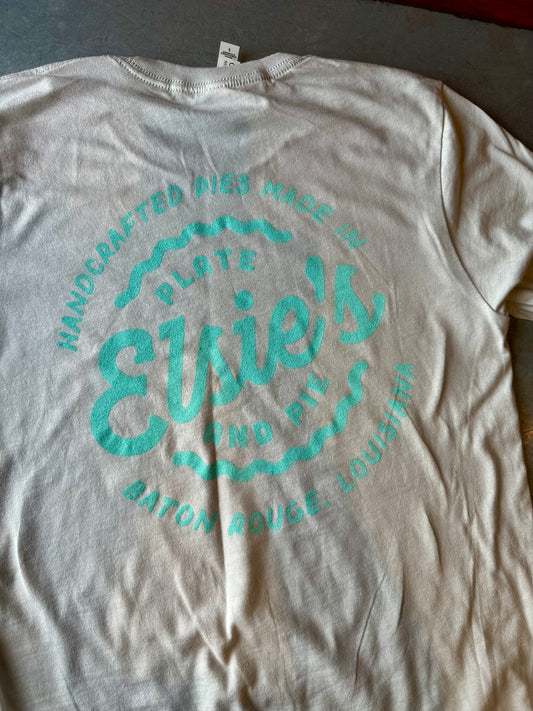 HANDCRAFTED PIES MADE IN
PLATE
Elsie's
AND PIE
BATON ROUGE, LOUISIANA